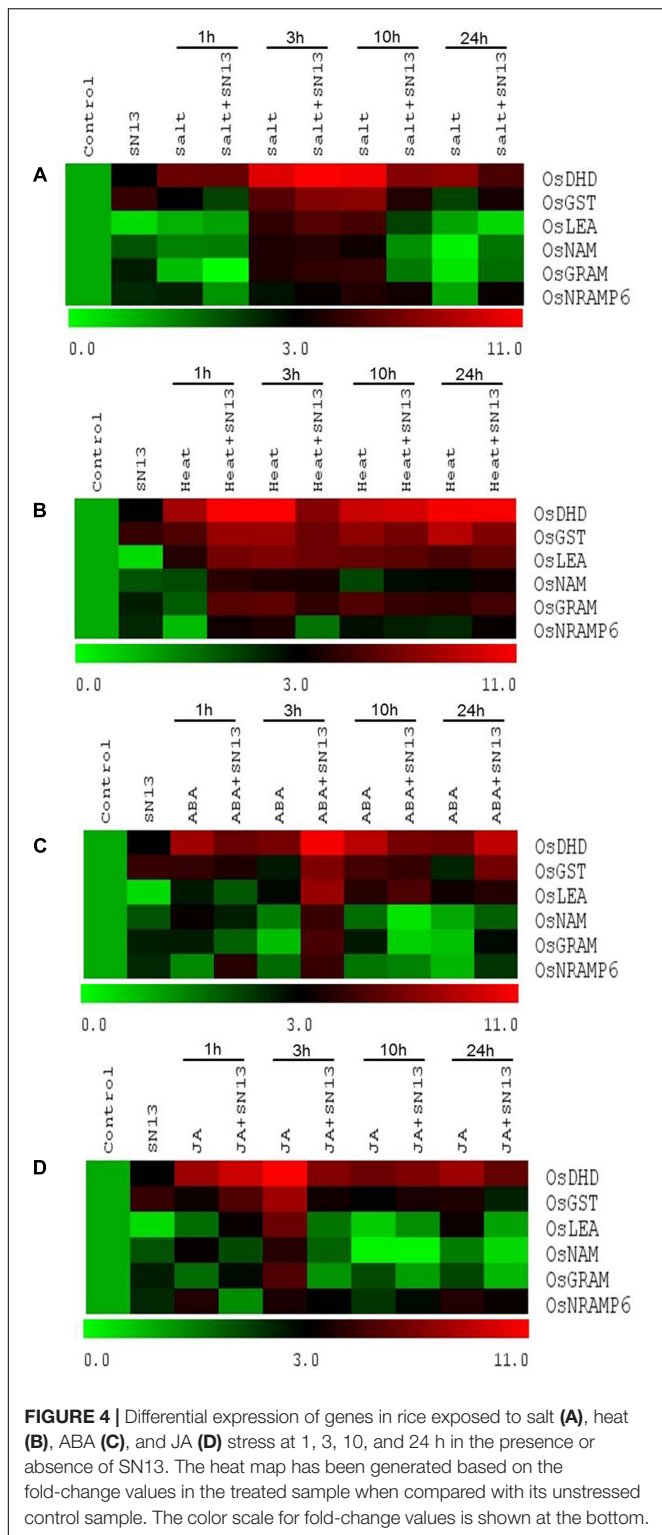 1h 3h 10h 24h
Control SN13 Salt Salt+SN13 Salt Salt+SN13 Salt Salt+SN13 Salt Salt+SN13
A
OsDHD
OsGST
OsLEA
OsNAM
OsGRAM
OsNRAMP6
0.0 3.0 11.0
1h 3h 10h 24h
Control SN13 Heat Heat+SN13 Heat Heat+SN13 Heat Heat+SN13 Heat Heat+SN13
B
OsDHD
OsGST
OsLEA
OsNAM
OsGRAM
OsNRAMP6
0.0 3.0 11.0
1h 3h 10h 24h
Control SN13 ABA ABA+SN13 ABA ABA+SN13 ABA ABA+SN13 ABA ABA+SN13
C
OsDHD
OsGST
OsLEA
OsNAM
OsGRAM
OsNRAMP6
0.0 3.0 11.0
1h 3h 10h 24h
Control SN13 JA JA+SN13 JA JA+SN13 JA JA+SN13 JA JA+SN13
D
OsDHD
OsGST
OsLEA
OsNAM
OsGRAM
OsNRAMP6
0.0 3.0 11.0
FIGURE 4 | Differential expression of genes in rice exposed to salt (A), heat
(B), ABA (C), and JA (D) stress at 1, 3, 10, and 24 h in the presence or
absence of SN13. The heat map has been generated based on the
fold-change values in the treated sample when compared with its unstressed
control sample. The color scale for fold-change values is shown at the bottom.